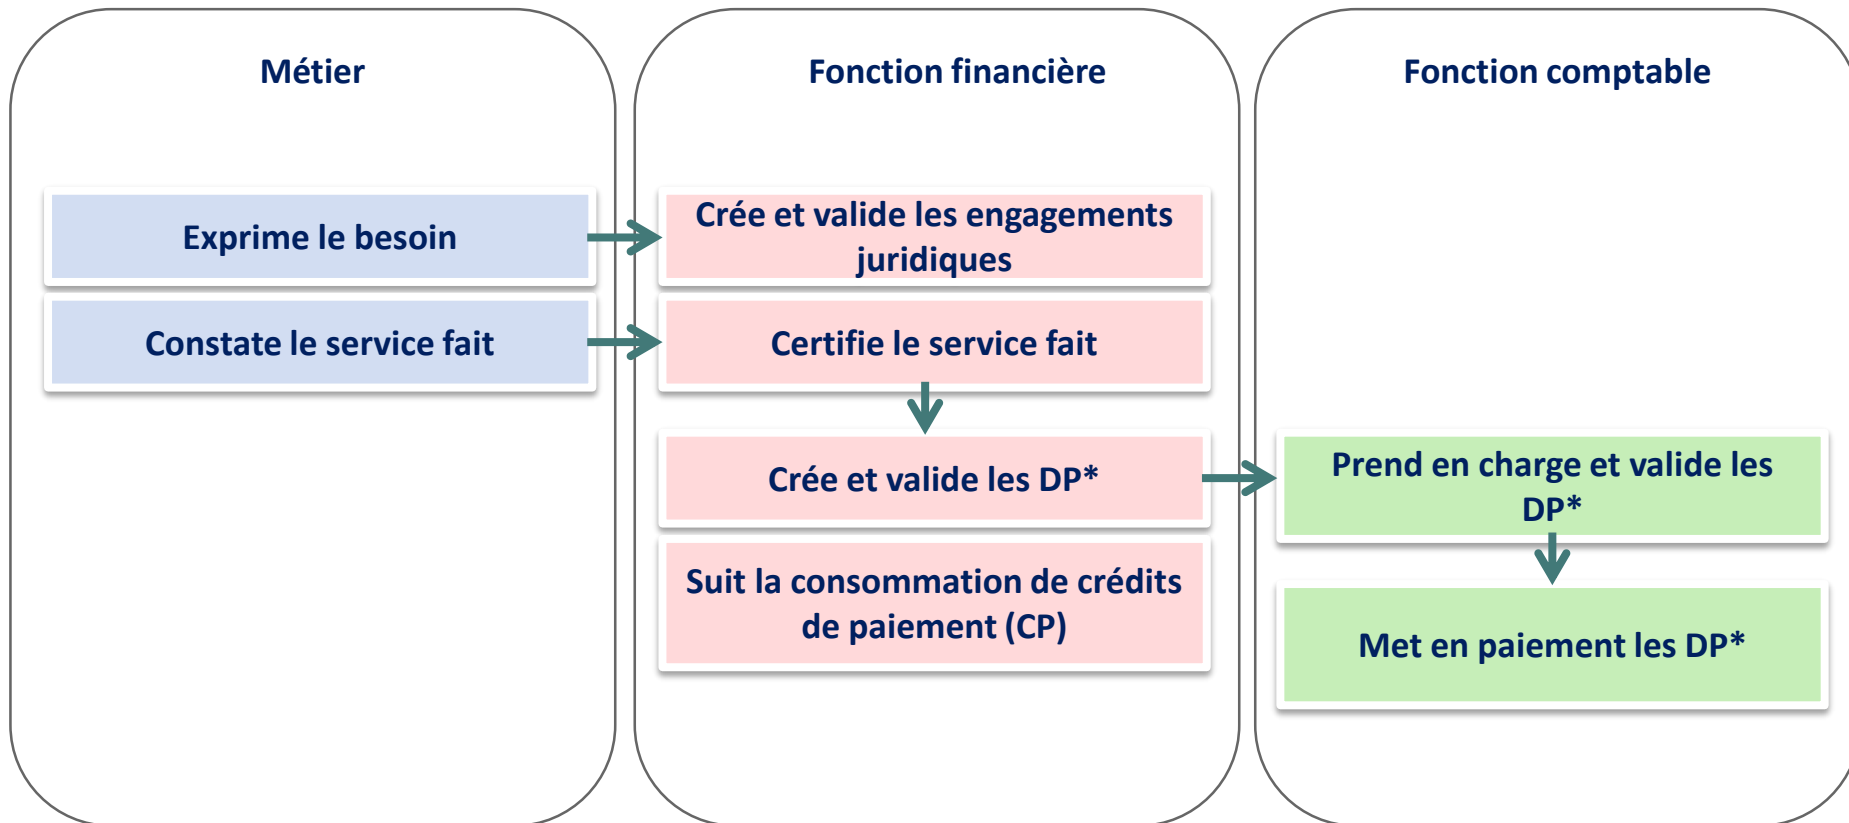 Métier
Fonction financière
Fonction comptable
Exprime le besoin
Crée et valide les engagements
juridiques
Constate le service fait
Certifie le service fait
Crée et valide les DP*
Prend en charge et valide les
DP*
Suit la consommation de crédits
de paiement (CP)
Met en paiement les DP*